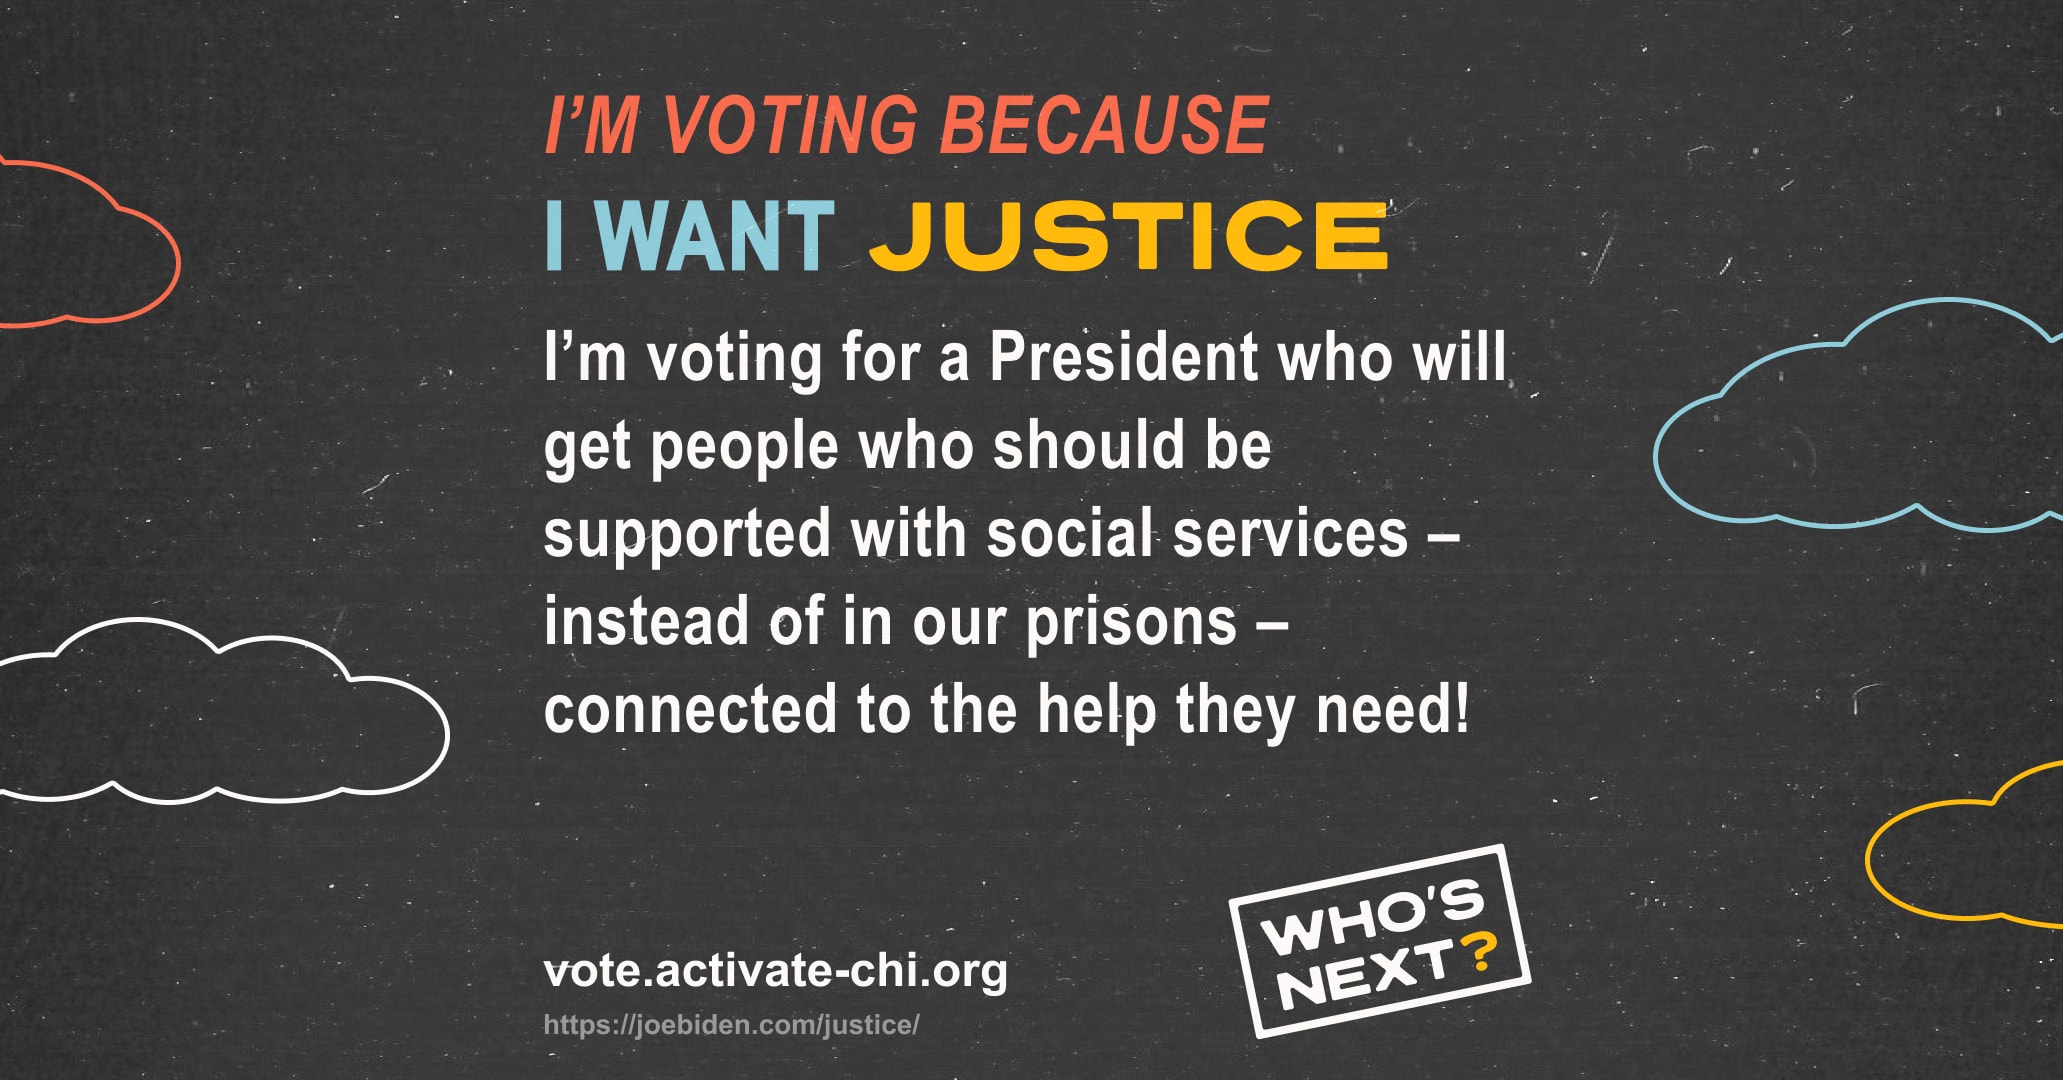 I’M VOTING BECAUSE
I WANT JUSTICE
I’m voting for a President who will
get people who should be
supported with social services –
instead of in our prisons –
connected to the help they need!
WHO'S
NEXT?
vote.activate-chi.org
https://joebiden.com/justice/